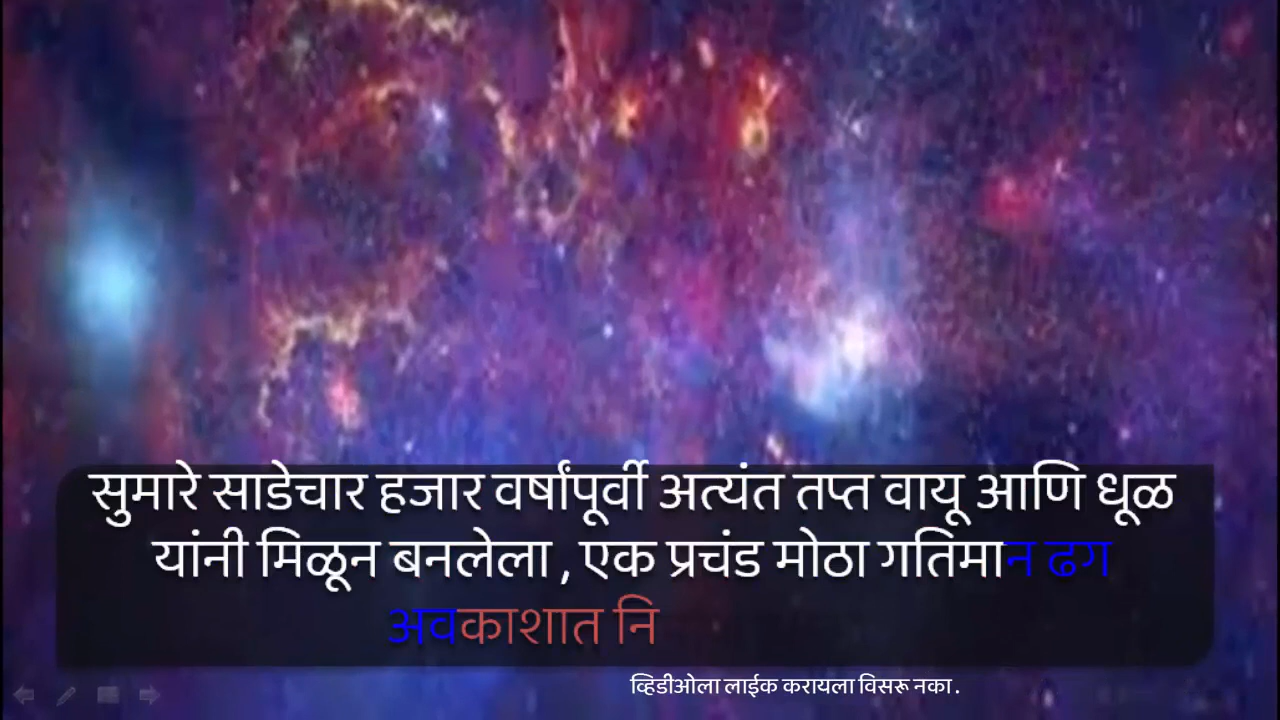 सुमारे साडेचार हजार वर्षांपूर्वी अत्यंत तप्त वायू आणि धूळ
यांनी मिळून बनलेला , एक प्रचंड मोठा गतिमान ढग
अवकाशात नि
व्हिडीओला लाईक करायला विसरू नका .